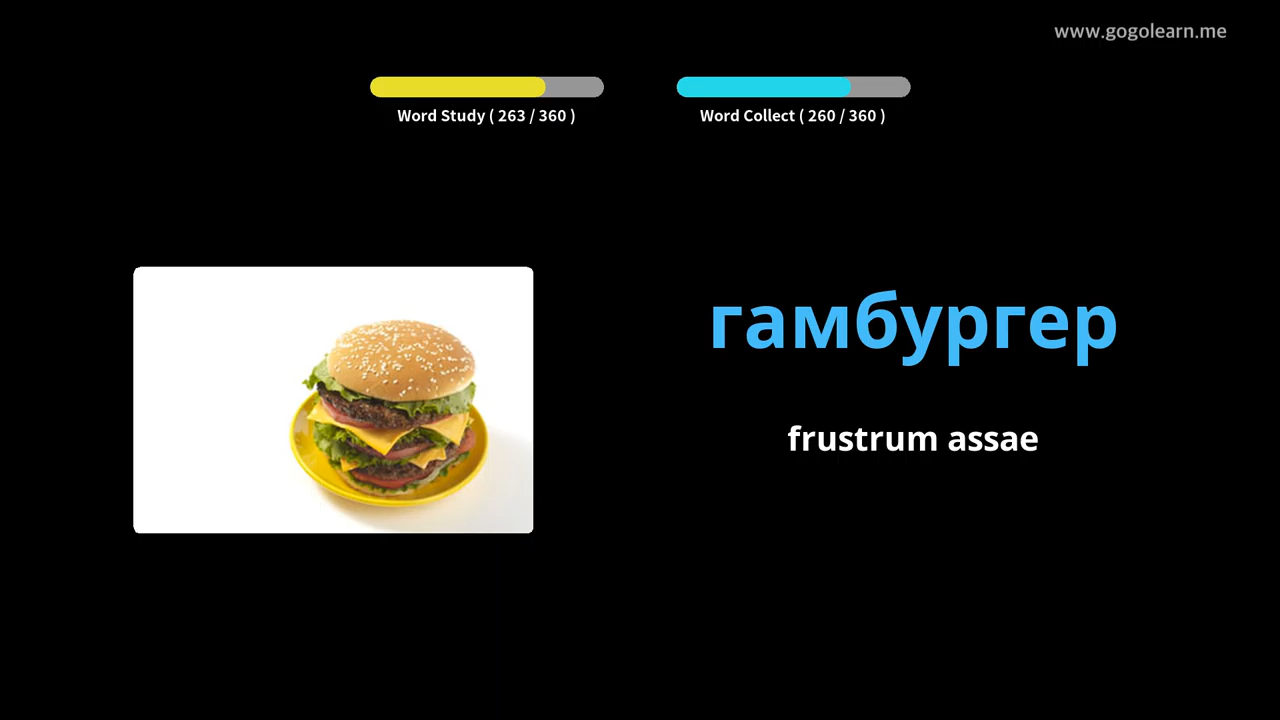 www.gogolearn.me
Word Study ( 263 / 360 )
Word Collect ( 260 / 360 )
гамбургер
frustrum assae